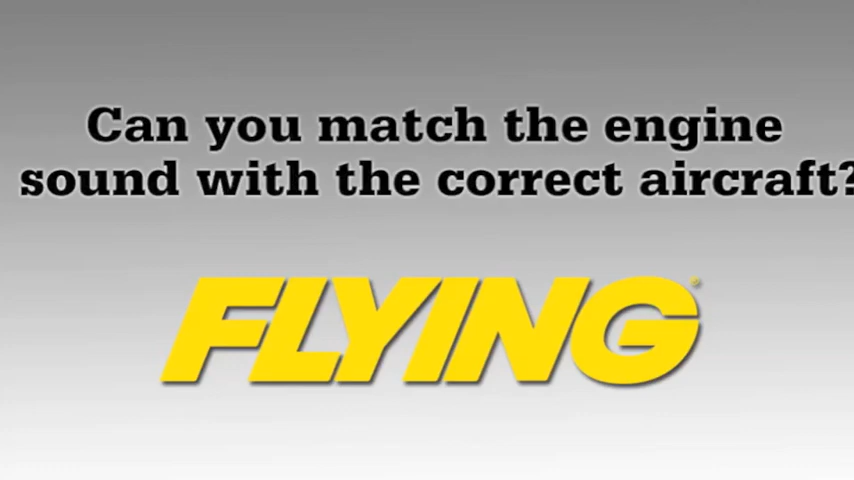 Can you match the engine
sound with the correct aircraft?
FLYING